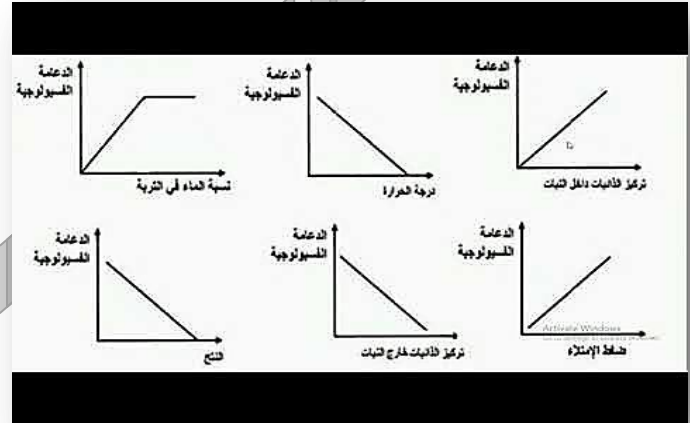 الدعامة
الفسيولوجية
تركيز الذائبات داخل النبات
الدعامة
الفسيولوجية
درجة الحرارة
الدعامة
الفسيولوجية
نسبة الماء في التربة
الدعامة
الفسيولوجية
ضغط الإمتلاء
Activate Windows
الدعامة
الفسيولوجية
تركيز الذائبات خارج النبات
الدعامة
الفسيولوجية
النتح